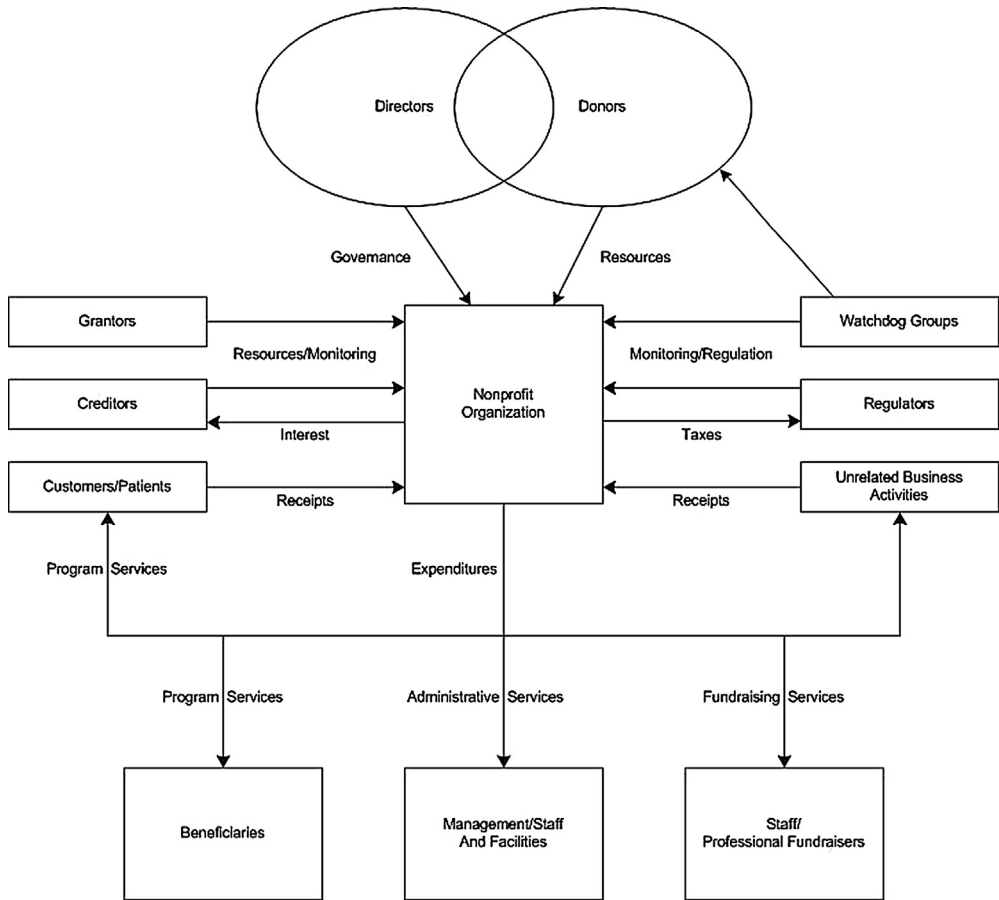 Directors
Donors
Governance
Resources
Grantors
Watchdog Groups
Resources/Monitoring
Monitoring/Regulation
Nonprofit
Organization
Creditors
Regulators
Interest
Taxes
Customers/Patients
Unrelated Business
Activities
Receipts
Receipts
Program Services
Expenditures
Program Services
Administrative Services
Fundraising Services
Beneficiaries
Management/Staff
And Facilities
Staff/
Professional Fundraisers